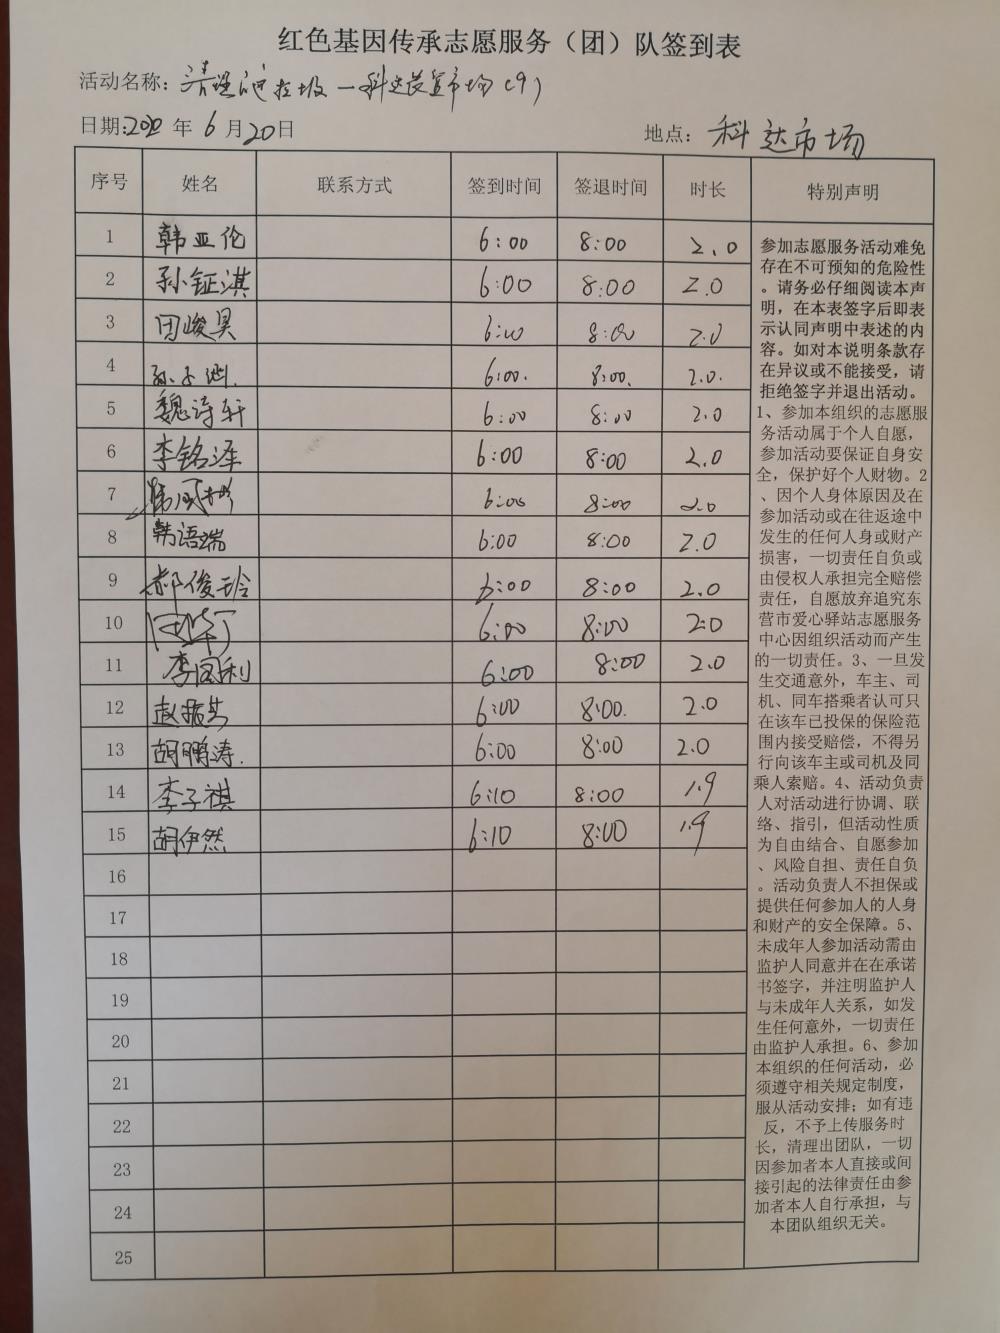 红色基因传承志愿服务（团）队签到表
活动名称：清理 垃圾一科达 置市场(9)
日期:2020年6月20日
地点：科达市场
序号 姓名 联系方式 签到时间 签退时间 时长 特别声明
1 韩亚伦 6:00 8:00 2.0
2 孙钲淇 6:00 8:00 2.0
3 田峻昊 6:00 8:00 2.0
4 孙子 6:00. 8:00. 2.0.
5 魏诗轩 6:00 8:00 2.0
6 李铭泽 6:00 8:00 2.0
7 6:00 8:00 2.0
8 韩语端 6:00 8:00 2.0
9 郝俊玲 6:00 8:00 2.0
10 6:00 8:00 2.0
11 李国利 6:00 8:00 2.0
12 赵振 6:00 8:00. 2.0
13 胡鹏涛. 6:00 8:00 2.0
14 李子祺 6:10 8:00 1.9
15 胡伊然 6:10 8:00 1.9
16
17
18
19
20
21
22
23
24
25
参加志愿服务活动难免
存在不可预知的危险性
。请务必仔细阅读本声
明，在本表签字后即表
示认同声明中表述的内
容。如对本说明条款存
在异议或不能接受，请
拒绝签字并退出活动。
1、参加本组织的志愿服
务活动属于个人自愿，
参加活动要保证自身安
全，保护好个人财物。2
、因个人身体原因及在
参加活动或在往返途中
发生的任何人身或财产
损害，一切责任自负或
由侵权人承担完全赔偿
责任，自愿放弃追究东
营市爱心驿站志愿服务
中心因组织活动而产生
的一切责任。3、一旦发
生交通意外，车主、司
机、同车搭乘者认可只
在该车已投保的保险范
围内接受赔偿，不得另
行向该车主或司机及同
乘人索赔。4、活动负责
人对活动进行协调、联
络、指引，但活动性质
为自由结合、自愿参加
、风险自担、责任自负
。活动负责人不担保或
提供任何参加人的人身
和财产的安全保障。5、
未成年人参加活动需由
监护人同意并在在承诺
书签字，并注明监护人
与未成年人关系，如发
生任何意外，一切责任
由监护人承担。6、参加
本组织的任何活动，必
须遵守相关规定制度，
服从活动安排；如有违
反，不予上传服务时
长，清理出团队，一切
因参加者本人直接或间
接引起的法律责任由参
加者本人自行承担，与
本团队组织无关。